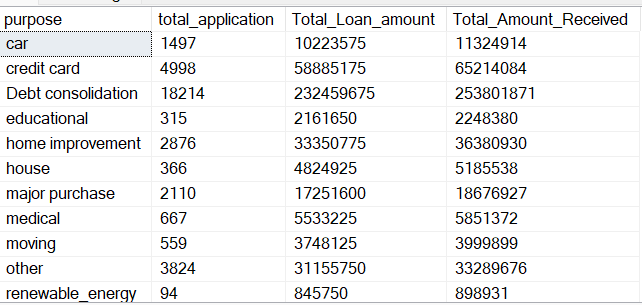 purpose total_application Total_Loan_amount Total_Amount_Received
car 1497 10223575 11324914
credit card 4998 58885175 65214084
Debt consolidation 18214 232459675 253801871
educational 315 2161650 2248380
home improvement 2876 33350775 36380930
house 366 4824925 5185538
major purchase 2110 17251600 18676927
medical 667 5533225 5851372
moving 559 3748125 3999899
other 3824 31155750 33289676
renewable_energy 94 845750 898931